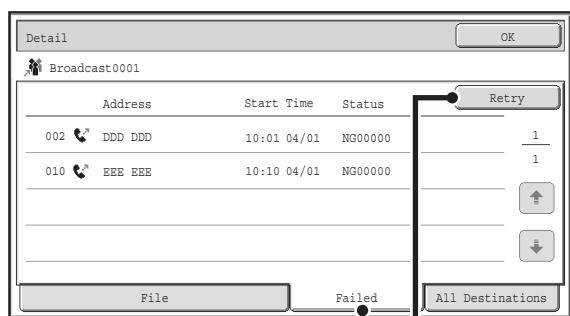 Detail OK
Broadcast0001
Address Start Time Status Retry
002 DDD DDD 10:01 04/01 NG00000
010 EEE EEE 10:10 04/01 NG00000
1
1
File Failed All Destinations